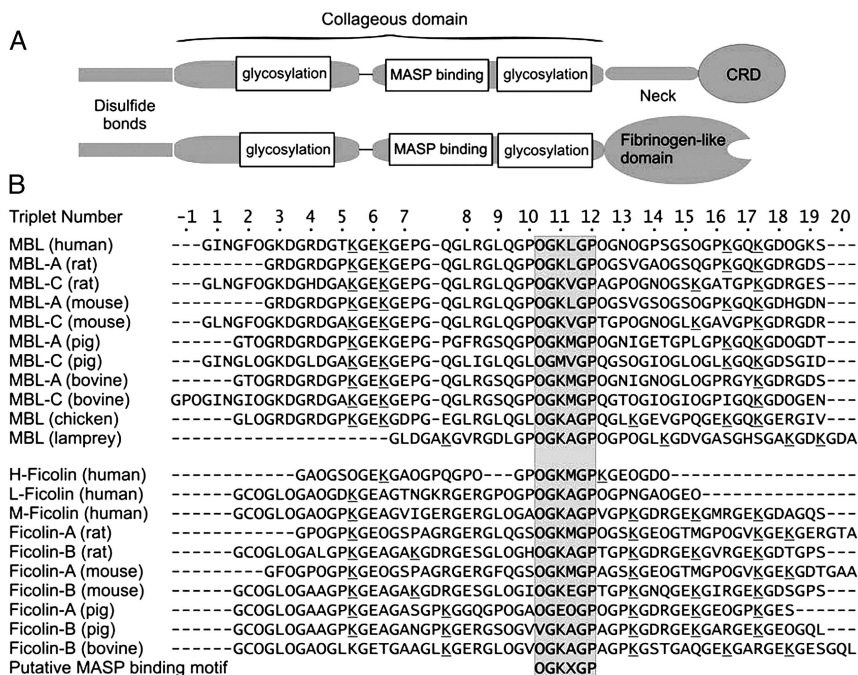 Collageous domain
A
glycosylation MASP binding glycosylation CRD
Disulfide bonds
Neck
glycosylation MASP binding glycosylation Fibrinogen-like domain
B
Triplet Number -1 1 2 3 4 5 6 7 8 9 10 11 12 13 14 15 16 17 18 19 20
MBL (human) ---GINGFOGKDGRDGTKGEKGEPG-QGLRGLQGPOGKLGPOGNOGPSGSOGPKGQKGDOGKS---
MBL-A (rat) ---------GRDGRDGPKGEKGEPG-QGLRGLQGPOGKLGPOGSVGAOGSQGPKGQKGDRGDS---
MBL-C (rat) ---GLNGFOGKDGHDGAKGEKGEPG-QGLRGLQGPOGKVGPAGPOGNOGSKGATGPKGDRGES---
MBL-A (mouse) ---------GRDGRDGPKGEKGEPG-QGLRGLQGPOGKLGPOGSVGSOGSOGPKGQKGDHGDN---
MBL-C (mouse) ---GLNGFOGKDGRDGAKGEKGEPG-QGLRGLQGPOGKVGPTGPOGNOGLKGAVGPKGDRGDR---
MBL-A (pig) ------GTOGRDGRDGPKGEKGEPG-PGFRGSQGPOGKMGPOGNIGETGPLGPKGQKGDOGDT---
MBL-C (pig) ---GINGLOGKDGLDGAKGEKGEPG-QGLIGLQGLOGMVGPQGSOGIOGLOGLKGQKGDSGID---
MBL-A (bovine) ------GTOGRDGRDGPKGEKGEPG-QGLRGSQGPOGKMGPOGNIGNOGLOGPRGYKGDRGDS---
MBL-C (bovine) GPOGINGIOGKDGRDGPKGEKGEPG-QGLRGSQGPOGKMGPQGTOGIOGIOGPIGQKGDOGEN---
MBL (chicken) ------GLOGRDGRDGPKGEKGDPG-EGLRGLQGLOGKAGPQGLKGEVGPQGEKGQKGERGIV---
MBL (lamprey) ---------------------GLDGAKGVRGDLGPOGKAGPOGPOGLKGDVGASGHSGAKGDKGDA
H-Ficolin (human) ------------GAOGSOGEKGAOGPQGPO---GPOGKMGPKGEOGDO------------------
L-Ficolin (human) ------GCOGLOGAOGDKGEAGTNGKRGERGPOGPOGKAGPOGPNGAOGEO---------------
M-Ficolin (human) ------GCOGLOGAOGPKGEAGVIGERGERGLOGAOGKAGPVGPKGDRGEKGMRGEKGDAGQS---
Ficolin-A (rat) ------------GPOGPKGEOGSPAGRGERGLQGSOGKMGPOGSKGEOGTMGPOGVKGEKGERGTA
Ficolin-B (rat) ------GCOGLOGALGPKGEAGAKGDRGESGLOGHOGKAGPTGPKGDRGEKGVRGEKGDTGPS---
Ficolin-A (mouse) ---------GFOGPOGPKGEOGSPAGRGERGFQGSOGKMGPAGSKGEOGTMGPOGVKGEKGDTGAA
Ficolin-B (mouse) ------GCOGLOGAAGPKGEAGAKGDRGESGLOGIOGKEGPTGPKGNQGEKGIRGEKGDSGPS---
Ficolin-A (pig) ------GCOGLOGAAGPKGEAGASGPKGGQGPOGAOGEOGPOGPKGDRGEKGEOGPKGES------
Ficolin-B (pig) ------GCOGLOGAAGPKGEAGANGPKGERGSOGVVGKAGPAGPKGDRGEKGARGEKGEOGQL---
Ficolin-B (bovine) ------GCOGLOGAOGLKGETGAAGLKGERGLOGVOGKAGPAGPKGSTGAQGEKGARGEKGESGQL
Putative MASP binding motif OGKXGP